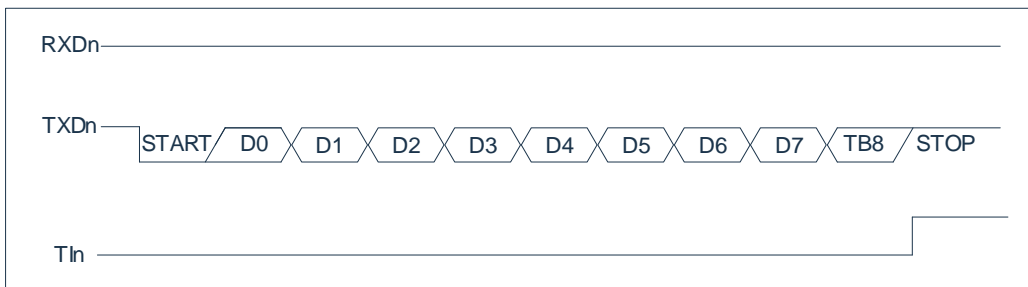 RXDn
TXDn
START D0 D1 D2 D3 D4 D5 D6 D7 TB8 STOP
TIn